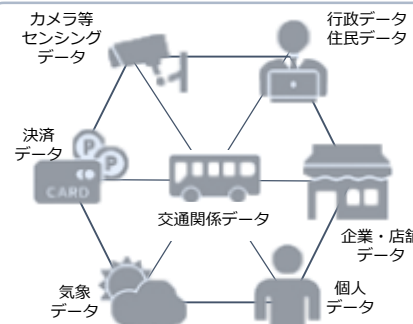 カメラ等
センシング
データ
行政データ
住民データ
決済
データ
P
P
CARD
交通関係データ
企業・店舗
データ
気象
データ
個人
データ